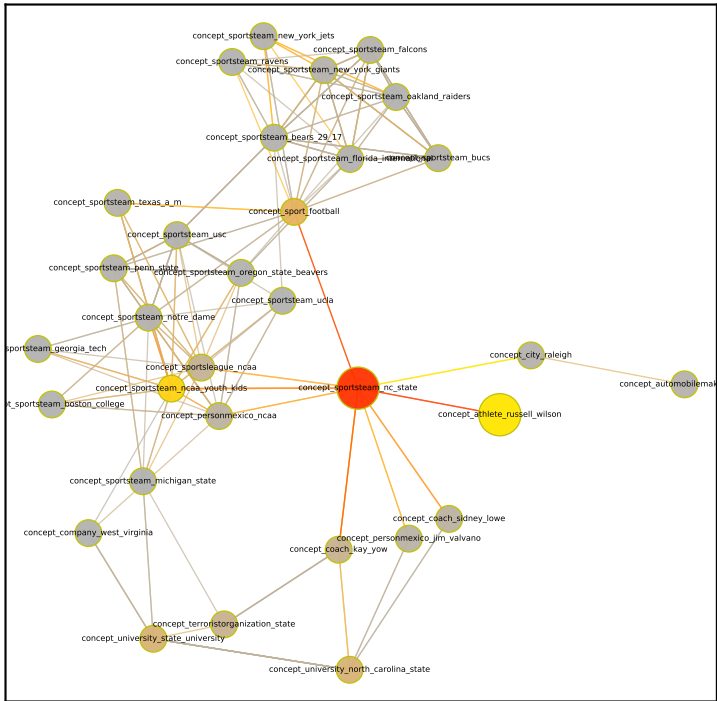 concept_sportsteam_new_york_jets
concept_sportsteam_falcons
concept_sportsteam_ravens
concept_sportsteam_new_york_giants
concept_sportsteam_oakland_raiders
concept_sportsteam_bears_29_17
concept_sportsteam_florida_international
concept_sportsteam_bucs
concept_sportsteam_texas_a_m
concept_sport_football
concept_sportsteam_usc
concept_sportsteam_penn_state
concept_sportsteam_oregon_state_beavers
concept_sportsteam_ucla
concept_sportsteam_notre_dame
sportsteam_georgia_tech
concept_city_raleigh
concept_sportsleague_ncaa
concept_sportsteam_ncaa_youth_kids
concept_sportsteam_nc_state
concept_automobilemak
pt_sportsteam_boston_college
concept_personmexico_ncaa
concept_athlete_russell_wilson
concept_sportsteam_michigan_state
concept_coach_sidney_lowe
concept_company_west_virginia
concept_personmexico_jim_valvano
concept_coach_kay_yow
concept_terroristorganization_state
concept_university_state_university
concept_university_north_carolina_state